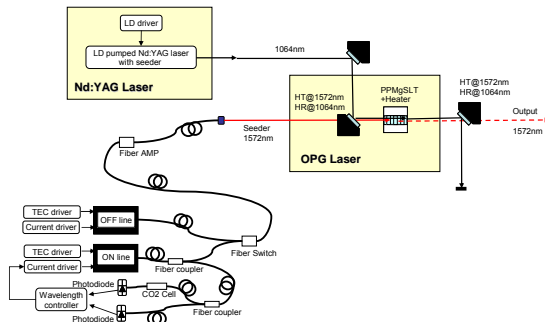 LD driver
LD pumped Nd:YAG laser
with seeder
Nd:YAG Laser
1064nm
HT@1572nm
HR@1064nm
PPMgSLT
+Heater
HT@1572nm
HR@1064nm
Output
1572nm
Seeder
1572nm
OPG Laser
Fiber AMP
TEC driver
Current driver
OFF line
Fiber Switch
TEC driver
Current driver
ON line
Fiber coupler
Photodiode
CO2 Cell
Wavelength
controller
Fiber coupler
Photodiode